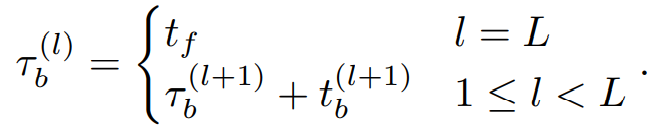 τ_b^{(l)} = { t_f    l = L
τ_b^{(l+1)} + t_b^{(l+1)}    1 ≤ l < L .